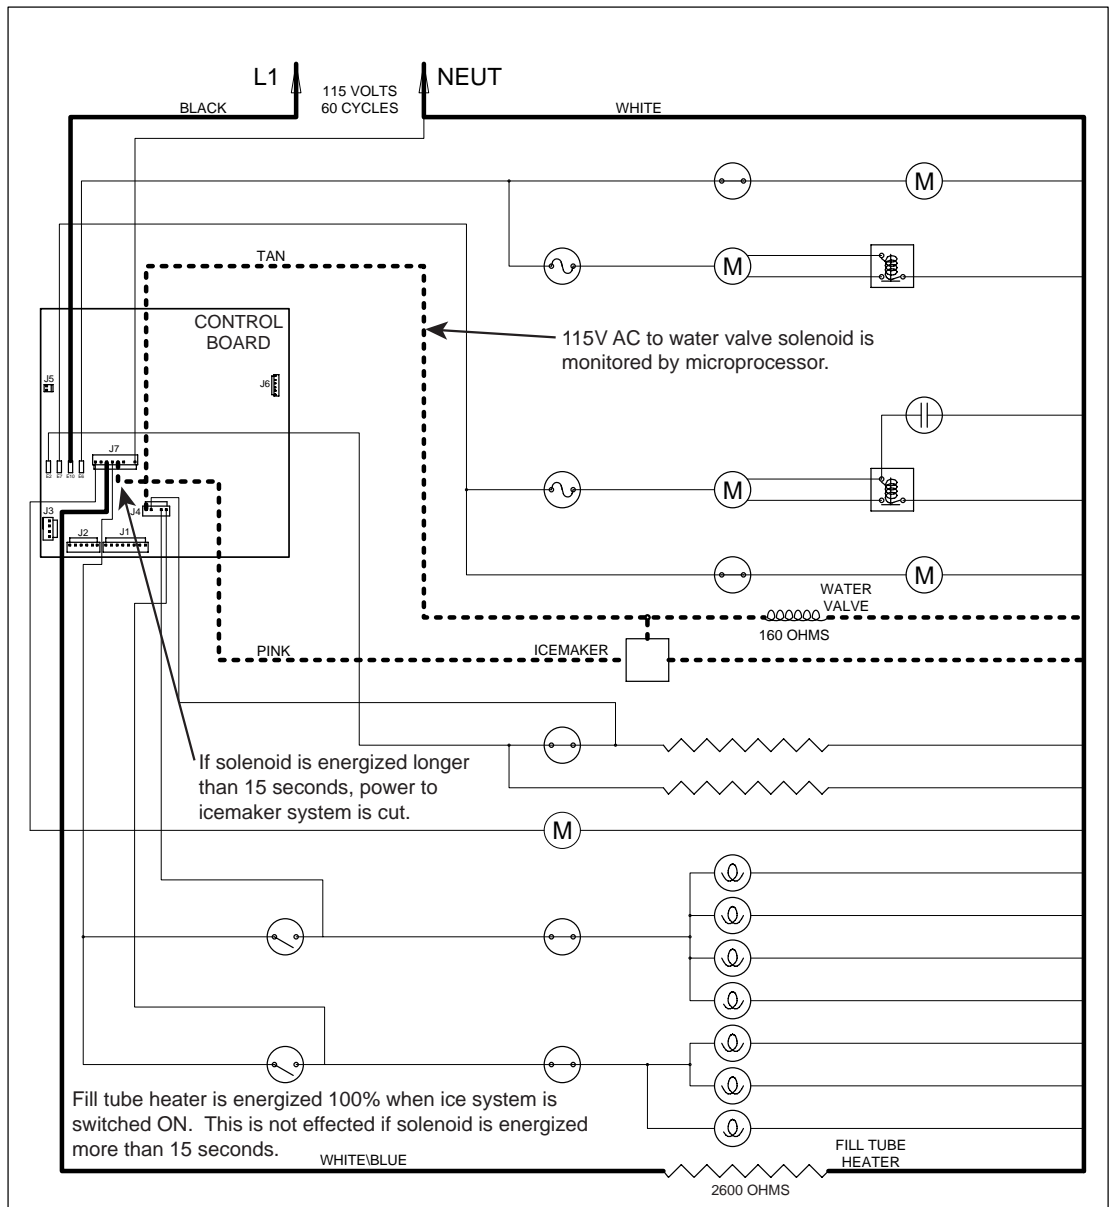 L1
NEUT
115 VOLTS
60 CYCLES
BLACK
WHITE
M
TAN
M
CONTROL
BOARD
115V AC to water valve solenoid is
monitored by microprocessor.
J5
J6
J7
E2
E7
E10
E6
M
J4
J3
J2
J1
M
WATER
VALVE
160 OHMS
PINK
ICEMAKER
If solenoid is energized longer
than 15 seconds, power to
icemaker system is cut.
M
Fill tube heater is energized 100% when ice system is
switched ON. This is not effected if solenoid is energized
more than 15 seconds.
WHITE\BLUE
FILL TUBE
HEATER
2600 OHMS